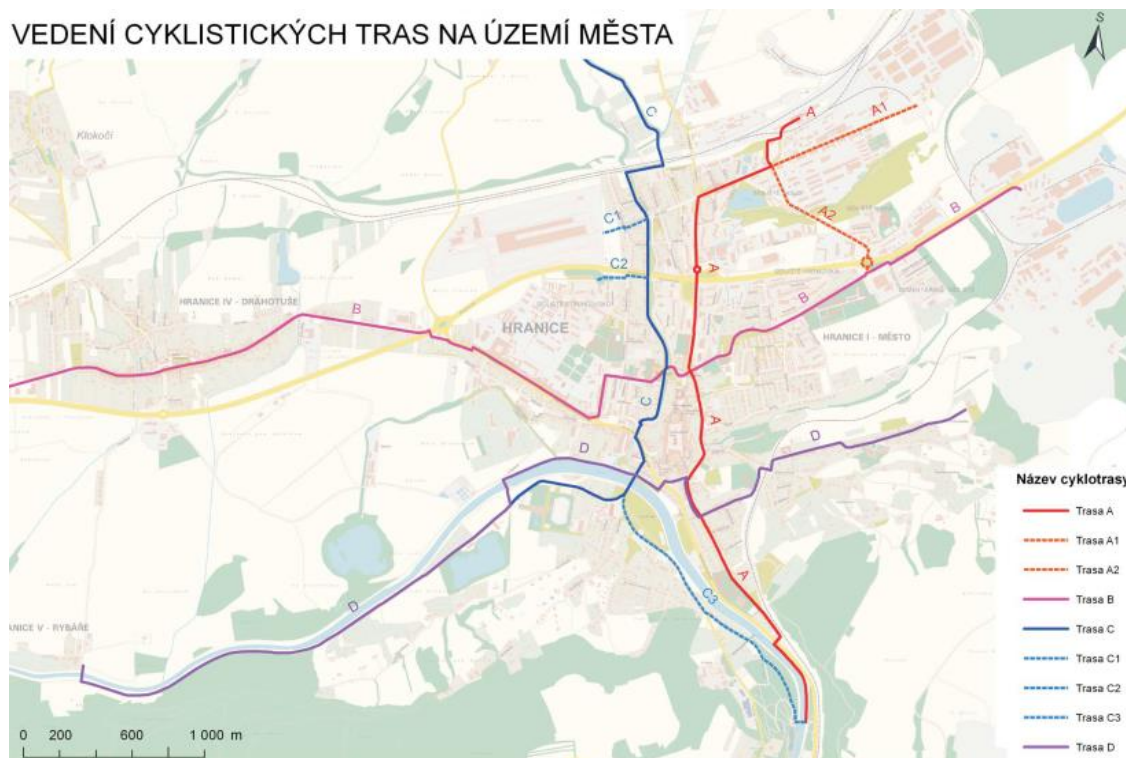 VEDENÍ CYKLISTICKÝCH TRAS NA ÚZEMÍ MĚSTA
S
Klokočí
C
A
A1
C1
A2
B
C2
A
HRANICE IV - DRAHOTUŠE
B
HRANICE
B
HRANICE I - MĚSTO
C
A
D
D
Název cyklotrasy
Trasa A
Trasa A1
Trasa A2
Trasa B
Trasa C
Trasa C1
Trasa C2
Trasa C3
Trasa D
A
C3
D
ANICE V - RYBÁŘE
0 200 600 1 000 m